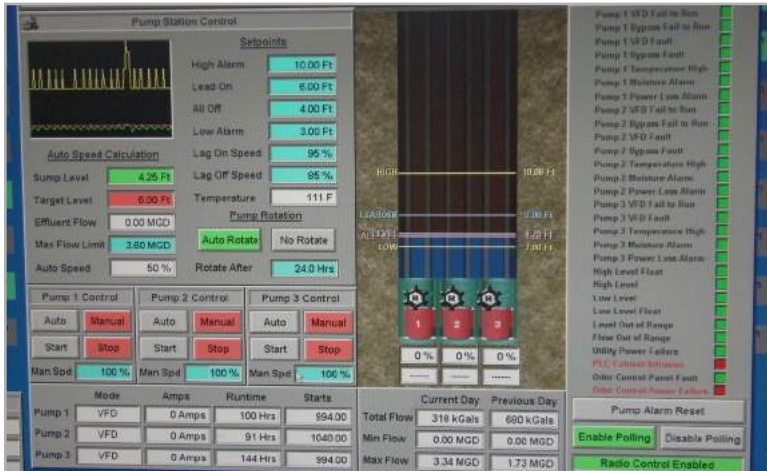 Pump Station Control
Setpoints
High Alarm 10.00 Ft
Lead On 6.00 Ft
All Off 4.00 Ft
Low Alarm 3.00 Ft
Lag On Speed 95 %
Lag Off Speed 85 %
Temperature 111 F
Auto Speed Calculation
Sump Level 4.25 Ft
Target Level 6.00 Ft
Effluent Flow 0.00 MGD
Max Flow Limit 3.60 MGD
Auto Speed 50 %
Pump Rotation
Auto Rotate No Rotate
Rotate After 24.0 Hrs
Pump 1 Control Pump 2 Control Pump 3 Control
Auto Manual Auto Manual Auto Manual
Start Stop Start Stop Start Stop
Man Spd 100 % Man Spd 100 % Man Spd 100 %
Mode Amps Runtime Starts
Pump 1 VFD 0 Amps 100 Hrs 994.00
Pump 2 VFD 0 Amps 91 Hrs 1040.00
Pump 3 VFD 0 Amps 144 Hrs 994.00
HIGH 10.00 Ft
LOW 3.00 Ft
H H H
1 2 3
0 % 0 % 0 %
------ ------ ------
Current Day Previous Day
Total Flow 318 kGals 680 kGals
Min Flow 0.00 MGD 0.00 MGD
Max Flow 3.34 MGD 1.73 MGD
Pump 1 VFD Fail to Run
Pump 1 Bypass Fail to Run
Pump 1 VFD Fault
Pump 1 Bypass Fault
Pump 1 Temperature High
Pump 1 Moisture Alarm
Pump 1 Power Loss Alarm
Pump 2 VFD Fail to Run
Pump 2 Bypass Fail to Run
Pump 2 VFD Fault
Pump 2 Bypass Fault
Pump 2 Temperature High
Pump 2 Moisture Alarm
Pump 2 Power Loss Alarm
Pump 3 VFD Fail to Run
Pump 3 VFD Fault
Pump 3 Temperature High
Pump 3 Moisture Alarm
Pump 3 Power Loss Alarm
High Level Float
High Level
Low Level
Low Level Float
Level Out of Range
Flow Out of Range
Utility Power Failure
PLC Cabinet Intrusion
Odor Control Panel Fault
Odor Control Power Failure
Pump Alarm Reset
Enable Polling Disable Polling
Radio Control Enabled